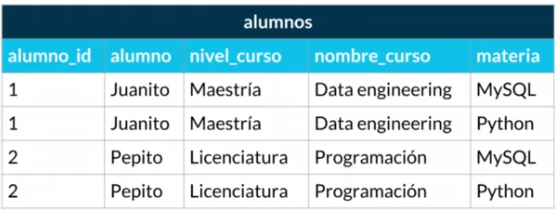 alumnos
alumno_id alumno nivel_curso nombre_curso materia
1 Juanito Maestría Data engineering MySQL
1 Juanito Maestría Data engineering Python
2 Pepito Licenciatura Programación MySQL
2 Pepito Licenciatura Programación Python